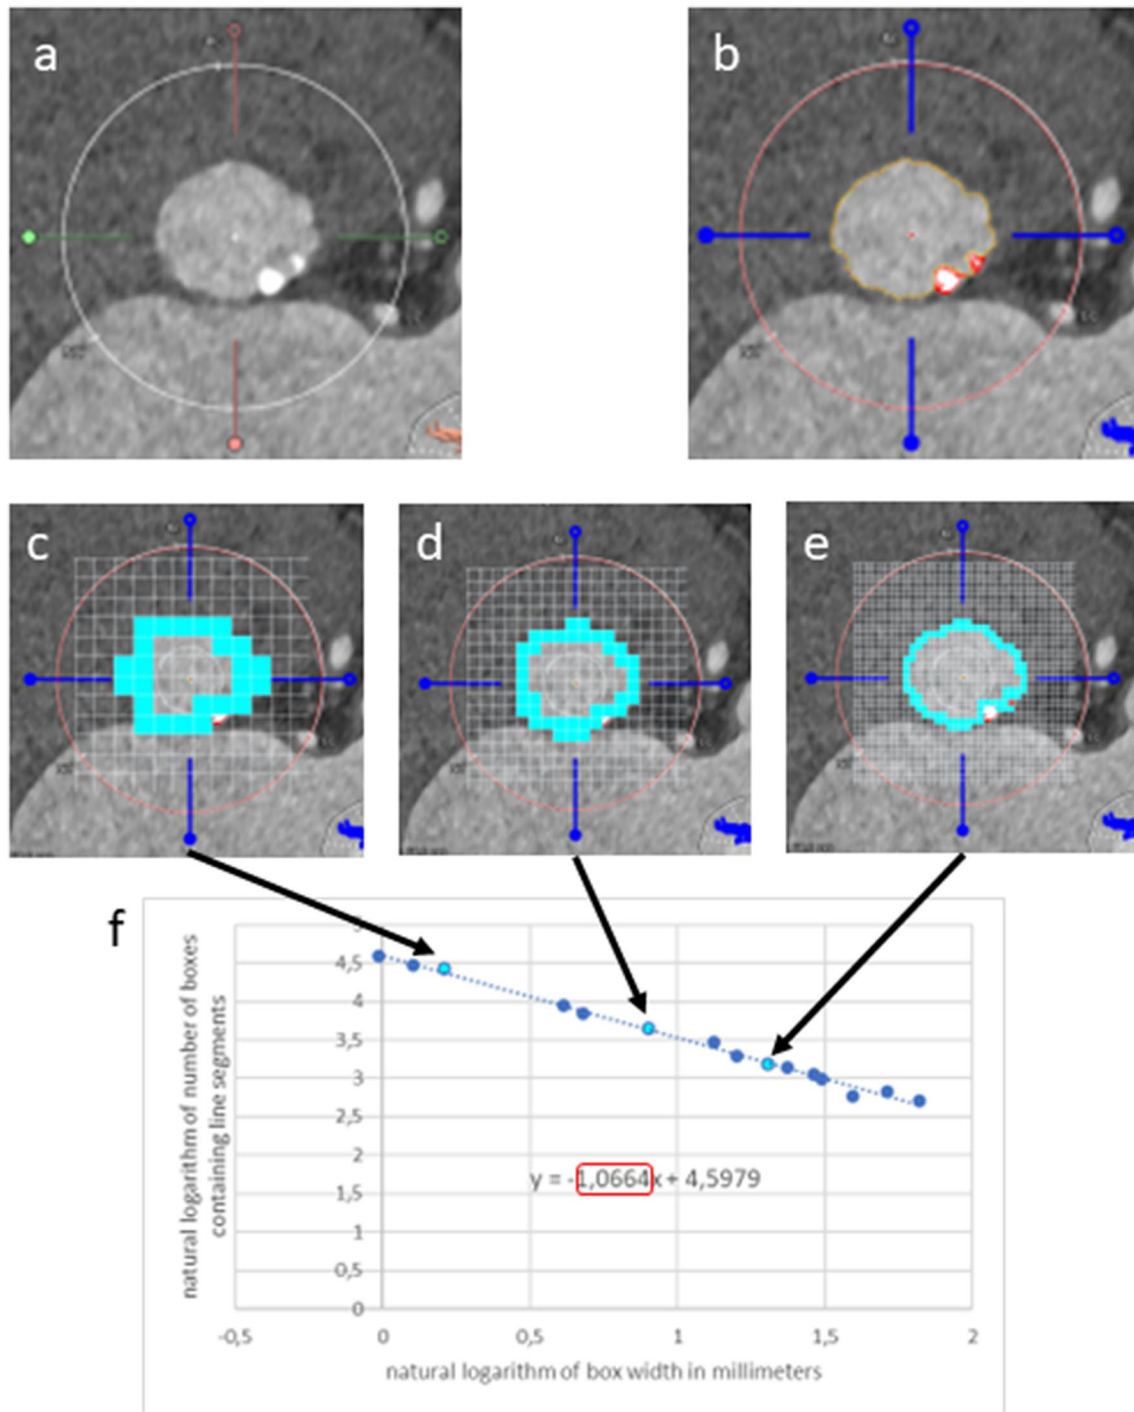 a
b
c
d
e
f
natural logarithm of number of boxes
containing line segments
5
4,5
4
3,5
3
2,5
2
1,5
1
0,5
0
y = -1,0664x + 4,5979
-0,5
0
0,5
1
1,5
2
natural logarithm of box width in millimeters